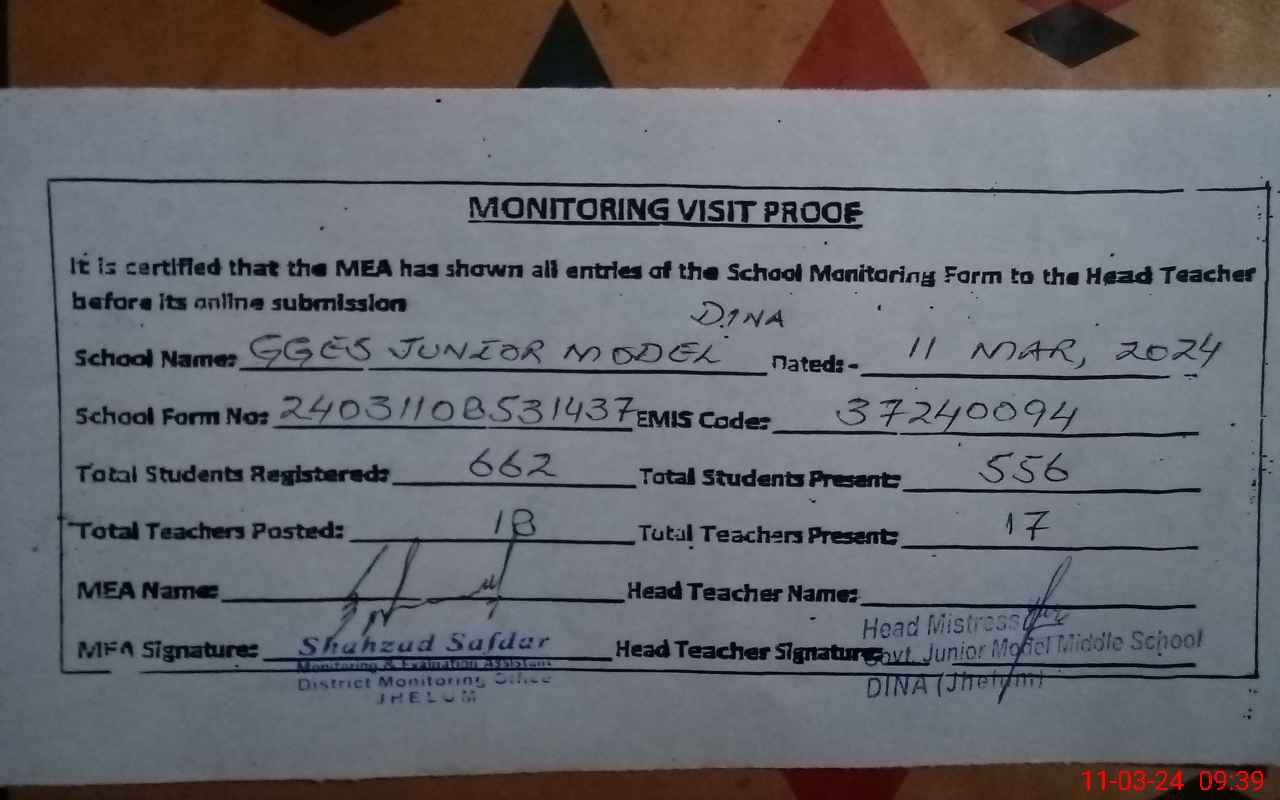 MONITORING VISIT PROOF
It is certified that the MEA has shown all entries of the School Monitoring Form to the Head Teacher
before its online submission
DINA
School Name: GGES JUNIOR MODEL Dated:- 11 MAR, 2024
School Form No: 24031108531437 EMIS Code: 37240094
Total Students Registered: 662 Total Students Present: 556
Total Teachers Posted: 18 Total Teachers Present: 17
MEA Name: Head Teacher Name:
MEA Signature: Shahzad Safdar Head Teacher Signature:
Monitoring & Evaluation Assistant
District Monitoring Office
JHELUM
Head Mistress
Govt. Junior Model Middle School
DINA (Jhelum)
11-03-24 09:39